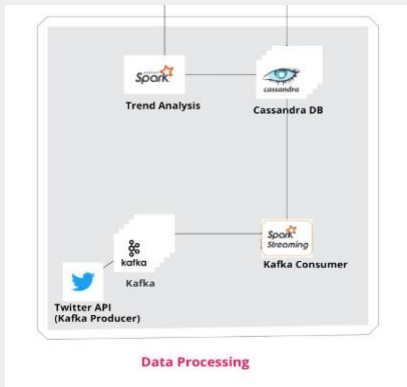 Spark
cassandra
Trend Analysis
Cassandra DB
kafka
Spark
Streaming
Kafka Consumer
Kafka
Twitter API
(Kafka Producer)
Data Processing